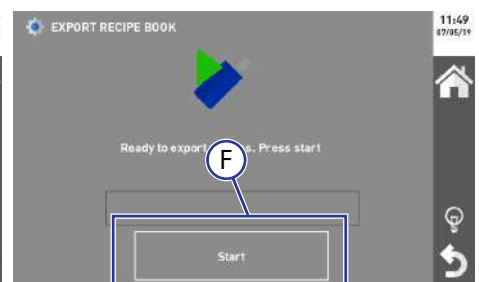 EXPORT RECIPE BOOK
11:49
07/05/19
Ready to export s. Press start
F
Start